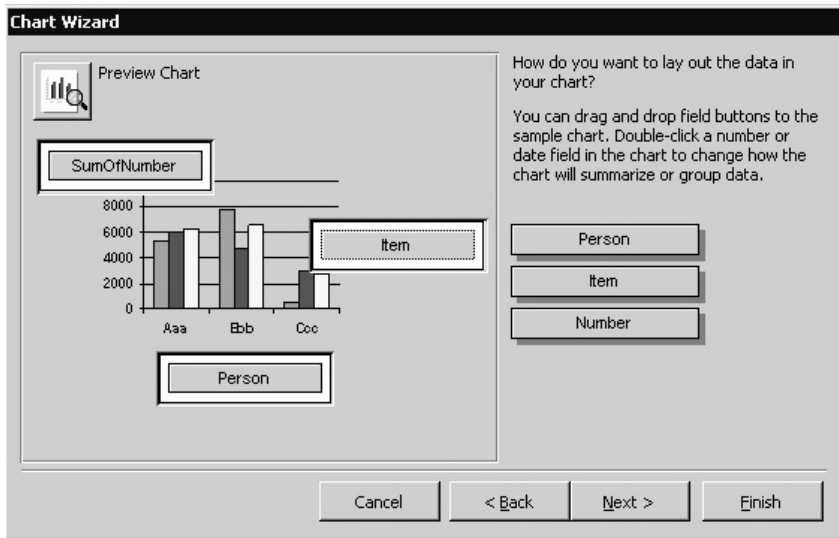 Chart Wizard
Preview Chart
SumOfNumber
8000
6000
4000
2000
0
Aaa
Bbb
Ccc
Item
Person
How do you want to lay out the data in
your chart?
You can drag and drop field buttons to the
sample chart. Double-click a number or
date field in the chart to change how the
chart will summarize or group data.
Person
Item
Number
Cancel
< Back
Next >
Finish